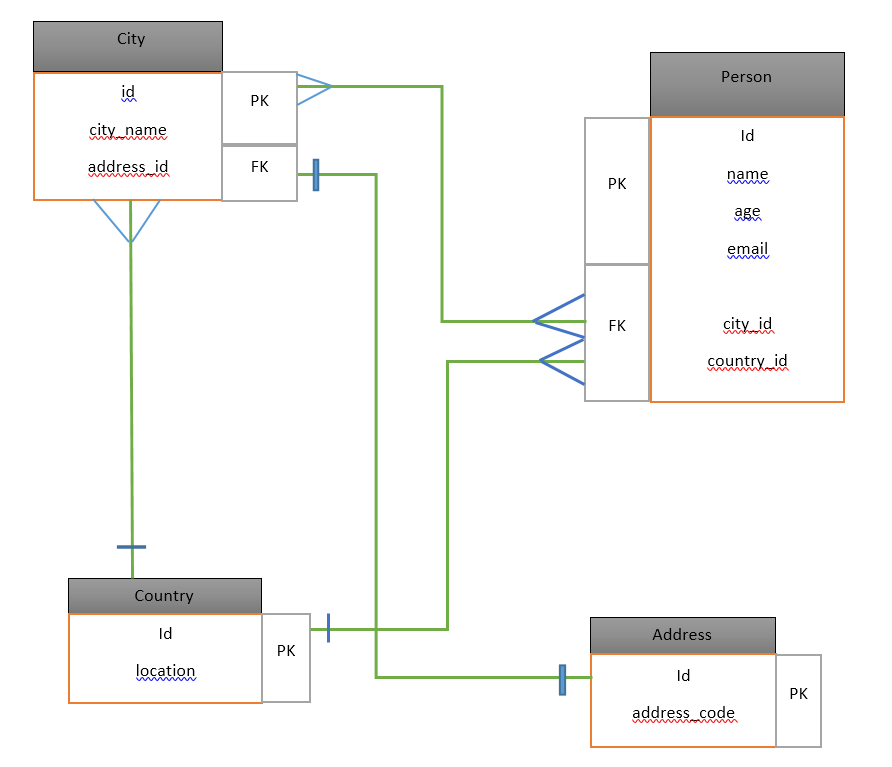 City
id
city_name
address_id
PK
FK
Person
Id
name
age
email
city_id
country_id
PK
FK
Country
Id
location
PK
Address
Id
address_code
PK